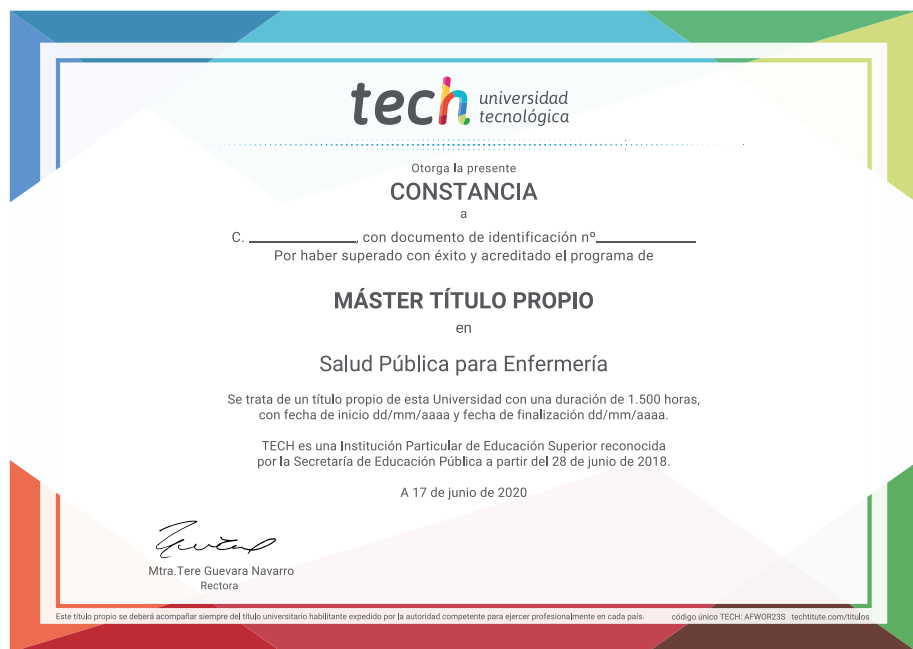 tech universidad
tecnológica
Otorga la presente
CONSTANCIA
a
C. ____________, con documento de identificación nº___________
Por haber superado con éxito y acreditado el programa de
MÁSTER TÍTULO PROPIO
en
Salud Pública para Enfermería
Se trata de un título propio de esta Universidad con una duración de 1.500 horas,
con fecha de inicio dd/mm/aaaa y fecha de finalización dd/mm/aaaa.
TECH es una Institución Particular de Educación Superior reconocida
por la Secretaría de Educación Pública a partir del 28 de junio de 2018.
A 17 de junio de 2020
Mtra.Tere Guevara Navarro
Rectora
Este título propio se deberá acompañar siempre del título universitario habilitante expedido por la autoridad competente para ejercer profesionalmente en cada país. código único TECH: AFWOR23S techtitute.com/titulos